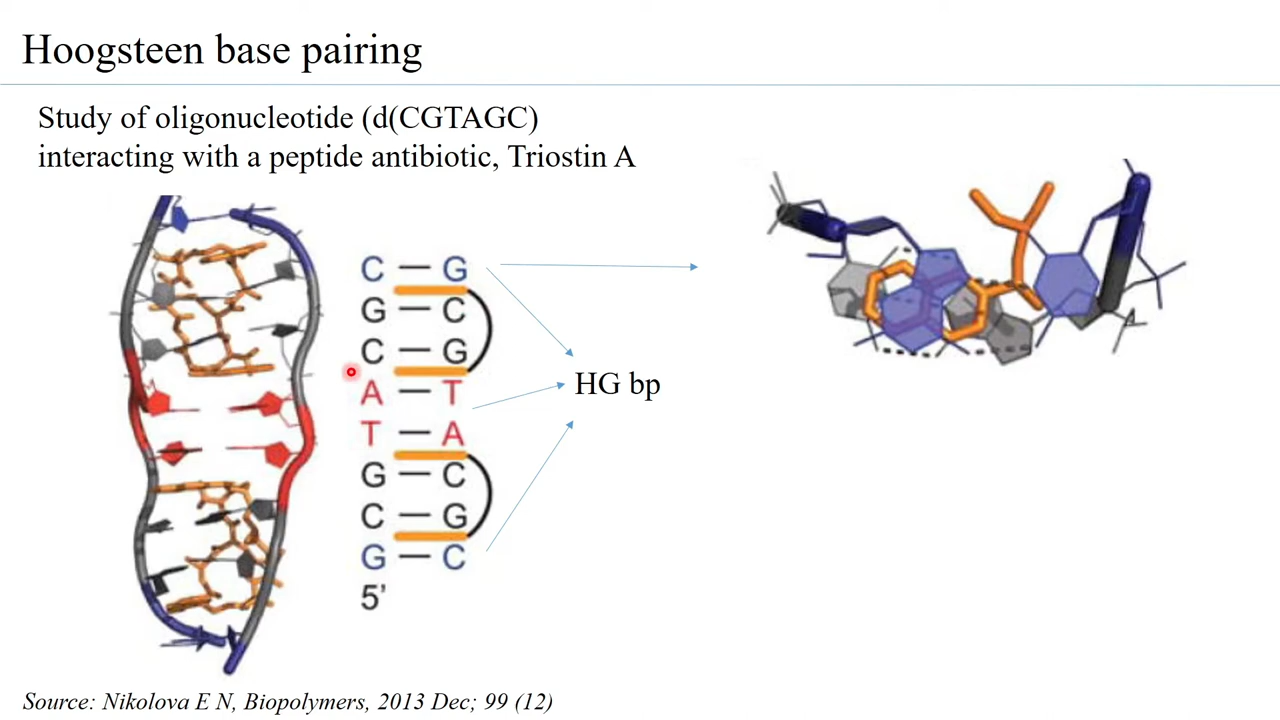 Hoogsteen base pairing
Study of oligonucleotide (d(CGTAGC)
interacting with a peptide antibiotic, Triostin A
C — G
G — C
C — G
A — T
HG bp
T — A
G — C
C — G
G — C
5’
Source: Nikolova E N, Biopolymers, 2013 Dec; 99 (12)